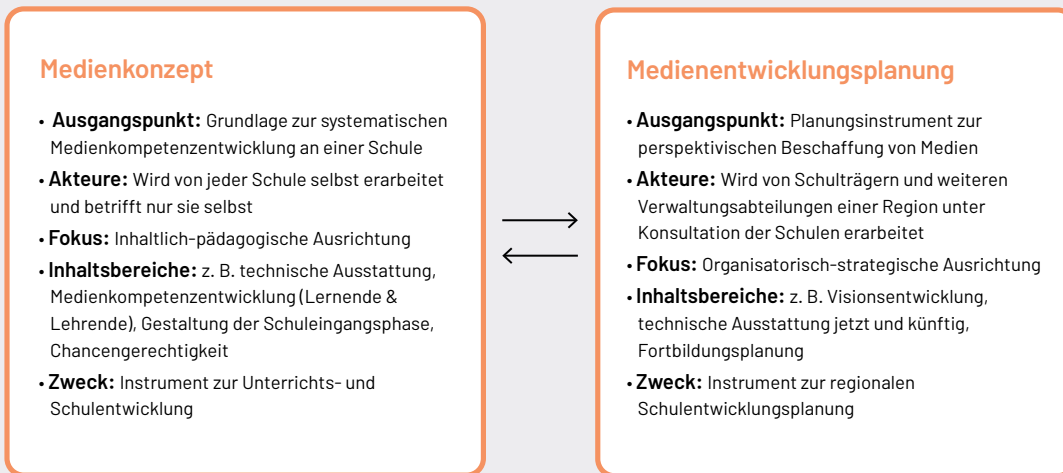 Medienkonzept
• Ausgangspunkt: Grundlage zur systematischen
Medienkompetenzentwicklung an einer Schule
• Akteure: Wird von jeder Schule selbst erarbeitet
und betrifft nur sie selbst
• Fokus: Inhaltlich-pädagogische Ausrichtung
• Inhaltsbereiche: z. B. technische Ausstattung,
Medienkompetenzentwicklung (Lernende &
Lehrende), Gestaltung der Schuleingangsphase,
Chancengerechtigkeit
• Zweck: Instrument zur Unterrichts- und
Schulentwicklung
Medienentwicklungsplanung
• Ausgangspunkt: Planungsinstrument zur
perspektivischen Beschaffung von Medien
• Akteure: Wird von Schulträgern und weiteren
Verwaltungsabteilungen einer Region unter
Konsultation der Schulen erarbeitet
• Fokus: Organisatorisch-strategische Ausrichtung
• Inhaltsbereiche: z. B. Visionsentwicklung,
technische Ausstattung jetzt und künftig,
Fortbildungsplanung
• Zweck: Instrument zur regionalen
Schulentwicklungsplanung